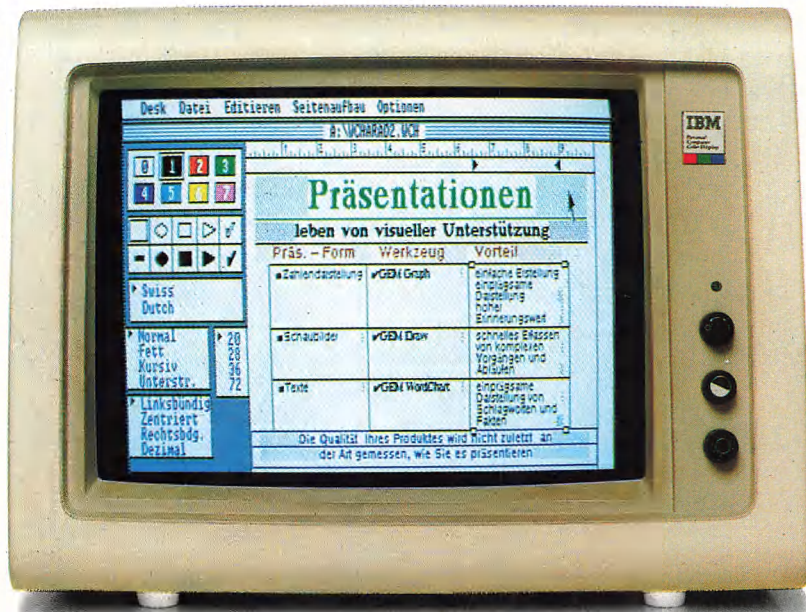 Desk Datei Editieren Seitenaufbau Optionen
A:\WCHARAD2.WCH
0 1 2 3
4 5 6 7
Swiss
Dutch
Normal
Fett
Kursiv
Unterstr.
20
28
36
72
Linksbündig
Zentriert
Rechtsbdg.
Dezimal
Präsentationen
leben von visueller Unterstützung
Präs. – Form Werkzeug Vorteil
Zahlendarstellung GEM Graph einfache Erstellung
einprägsame
Darstellung
hoher
Erinnerungswert
Schaubilder GEM Draw schnelles Erfassen
von komplexen
Vorgängen und
Abläufen
Texte GEM WordChart einprägsame
Darstellung von
Schlagworten und
Fakten
Die Qualität Ihres Produktes wird nicht zuletzt an
der Art gemessen, wie Sie es präsentieren
IBM
Personal
Computer
Color Display